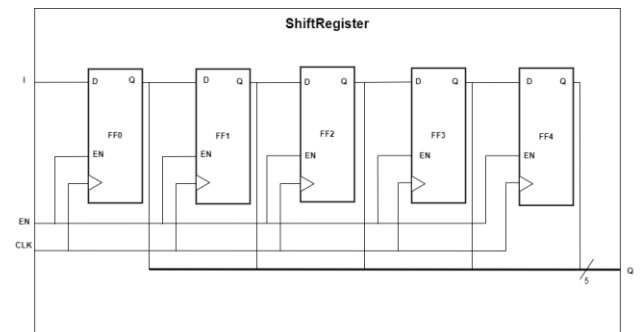 ShiftRegister
I D Q D Q D Q D Q D Q
FF0 FF1 FF2 FF3 FF4
EN EN EN EN EN
EN
CLK
Q
5